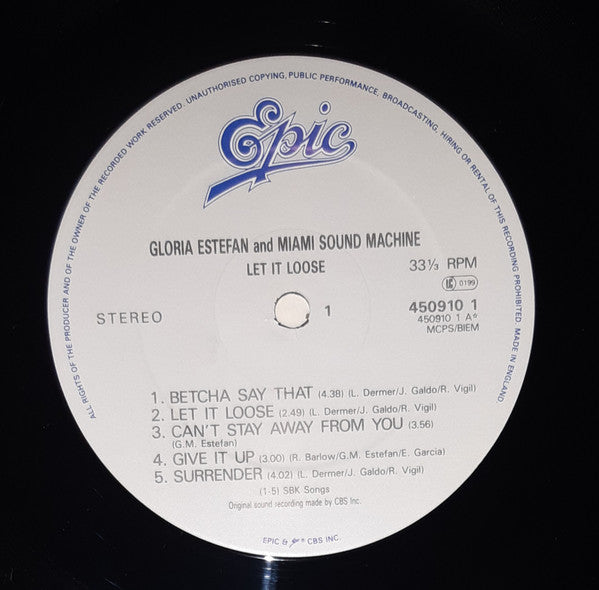 ALL RIGHTS OF THE PRODUCER AND OF THE OWNER OF THE RECORDED WORK RESERVED. UNAUTHORISED COPYING, PUBLIC PERFORMANCE, BROADCASTING, HIRING OR RENTAL OF THIS RECORDING PROHIBITED. MADE IN ENGLAND
Epic
GLORIA ESTEFAN and MIAMI SOUND MACHINE
LET IT LOOSE
33⅓ RPM
LC 0199
STEREO
1
450910 1
450910 1 A*
MCPS/BIEM
1. BETCHA SAY THAT (4.38) (L. Dermer/J. Galdo/R. Vigil)
2. LET IT LOOSE (2.49) (L. Dermer/J. Galdo/R. Vigil)
3. CAN'T STAY AWAY FROM YOU (3.56)
(G.M. Estefan)
4. GIVE IT UP (3.00) (R. Barlow/G.M. Estefan/E. Garcia)
5. SURRENDER (4.02) (L. Dermer/J. Galdo/R. Vigil)
(1-5) SBK Songs
Original sound recording made by CBS Inc.
EPIC & Epic ® CBS INC.